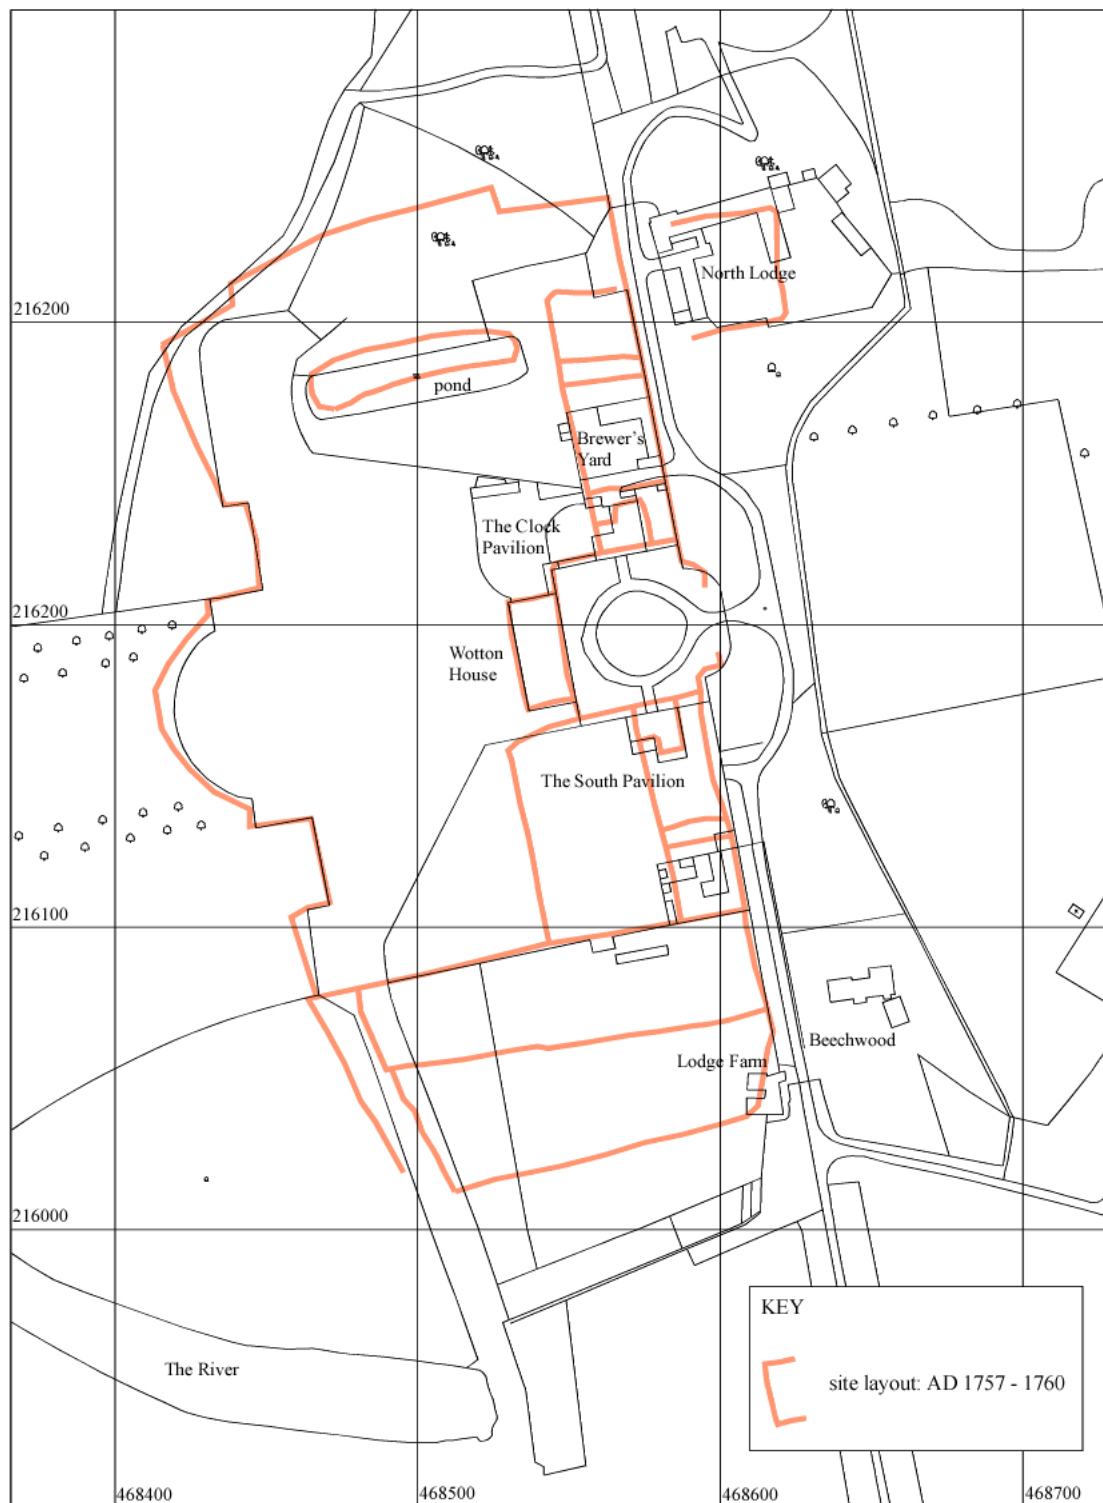 North Lodge
216200
pond
Brewer's
Yard
The Clock
Pavilion
216200
Wotton
House
The South Pavilion
216100
Beechwood
Lodge Farm
216000
KEY
The River
site layout: AD 1757 - 1760
468400
468500
468600
468700